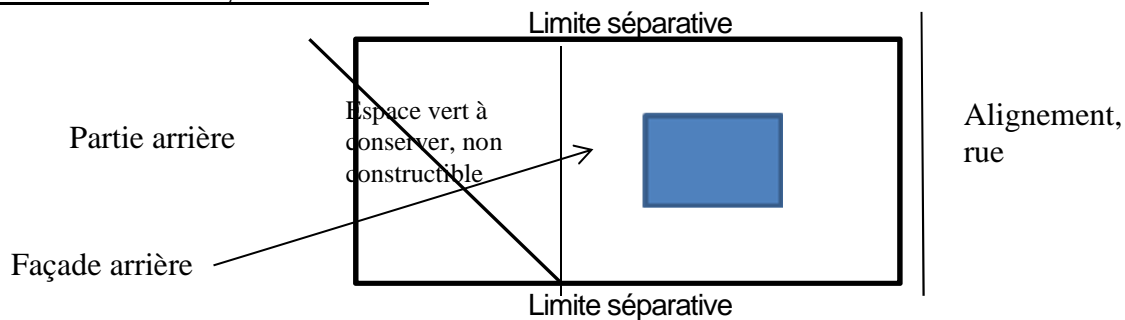 Limite séparative
Espace vert à
conserver, non
constructible
Partie arrière
Alignement,
rue
Façade arrière
Limite séparative